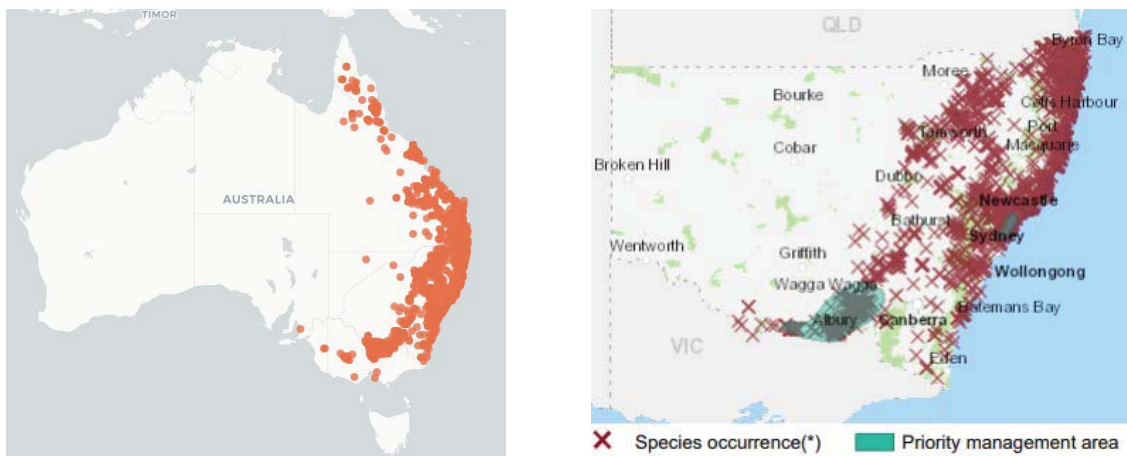 TIMOR
AUSTRALIA
QLD
Byron Bay
Moree
Bourke
Coffs Harbour
Tamworth
Port
Macquarie
Cobar
Broken Hill
Dubbo
Newcastle
Bathurst
Sydney
Wentworth
Griffith
Wollongong
Wagga Wagga
Batemans Bay
Albury
Canberra
VIC
Eden
Species occurrence(*)
Priority management area